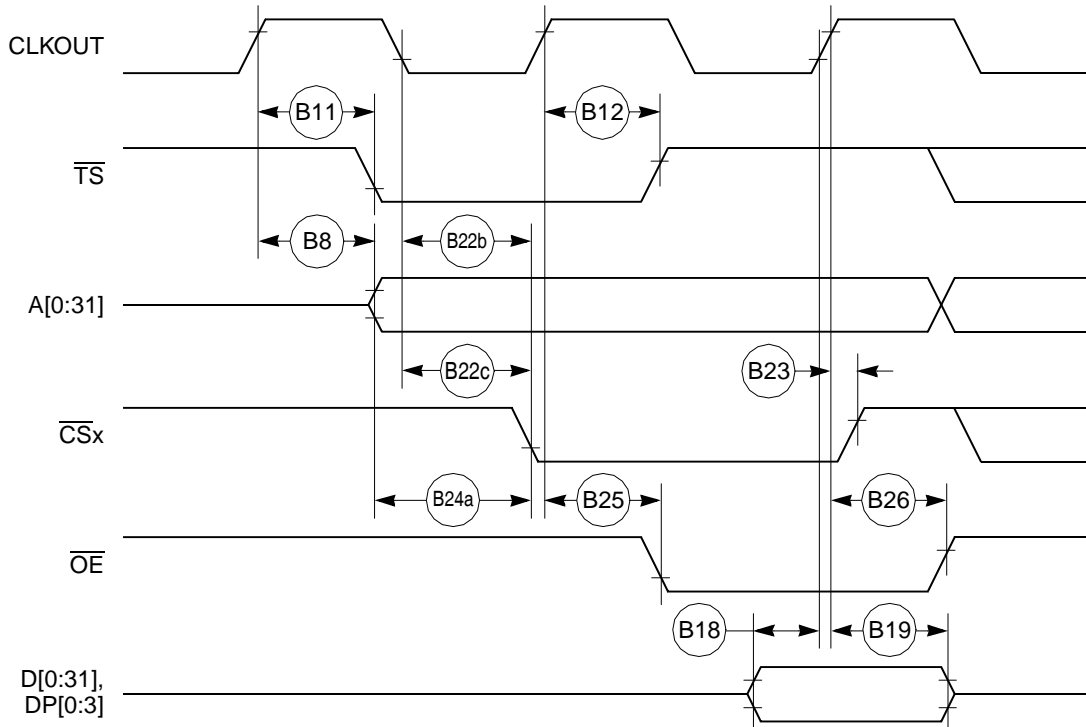 CLKOUT
B11
B12
TS
B8
B22b
A[0:31]
B22c
B23
CSx
B24a
B25
B26
OE
B18
B19
D[0:31],
DP[0:3]